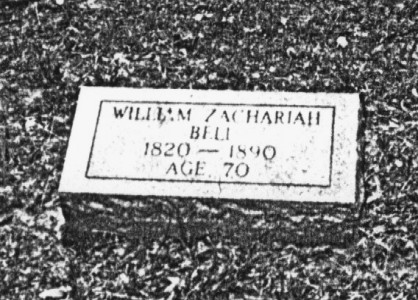 WILLIAM ZACHARIAH
BELL
1820 — 1890
AGE 70